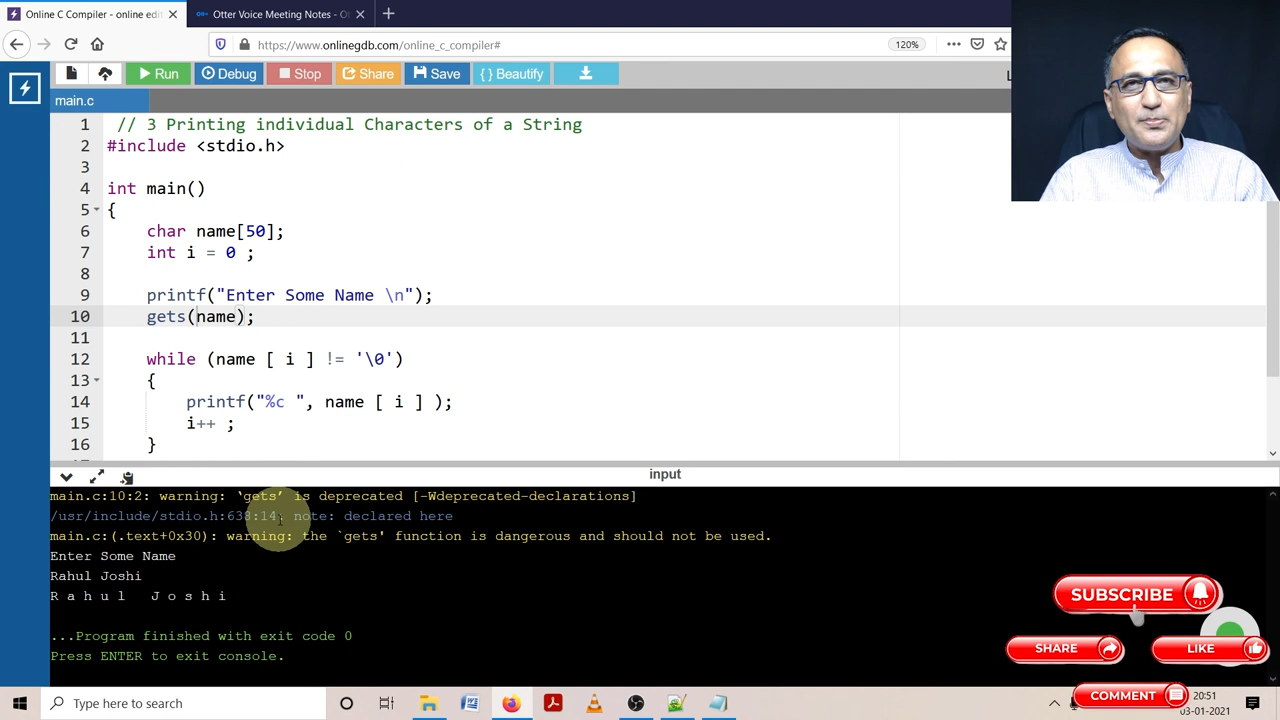 Online C Compiler - online edi
Otter Voice Meeting Notes - Ot
https://www.onlinegdb.com/online_c_compiler#
120%
Run
Debug
Stop
Share
Save
{ } Beautify
main.c
1 // 3 Printing individual Characters of a String
2 #include <stdio.h>
3
4 int main()
5 {
6 char name[50];
7 int i = 0 ;
8
9 printf("Enter Some Name \n");
10 gets(name);
11
12 while (name [ i ] != '\0')
13 {
14 printf("%c ", name [ i ] );
15 i++ ;
16 }
input
main.c:10:2: warning: ‘gets’ is deprecated [-Wdeprecated-declarations]
/usr/include/stdio.h:638:14: note: declared here
main.c:(.text+0x30): warning: the `gets' function is dangerous and should not be used.
Enter Some Name
Rahul Joshi
R a h u l   J o s h i
...Program finished with exit code 0
Press ENTER to exit console.
SUBSCRIBE
SHARE
LIKE
COMMENT
Type here to search
20:51
03-01-2021